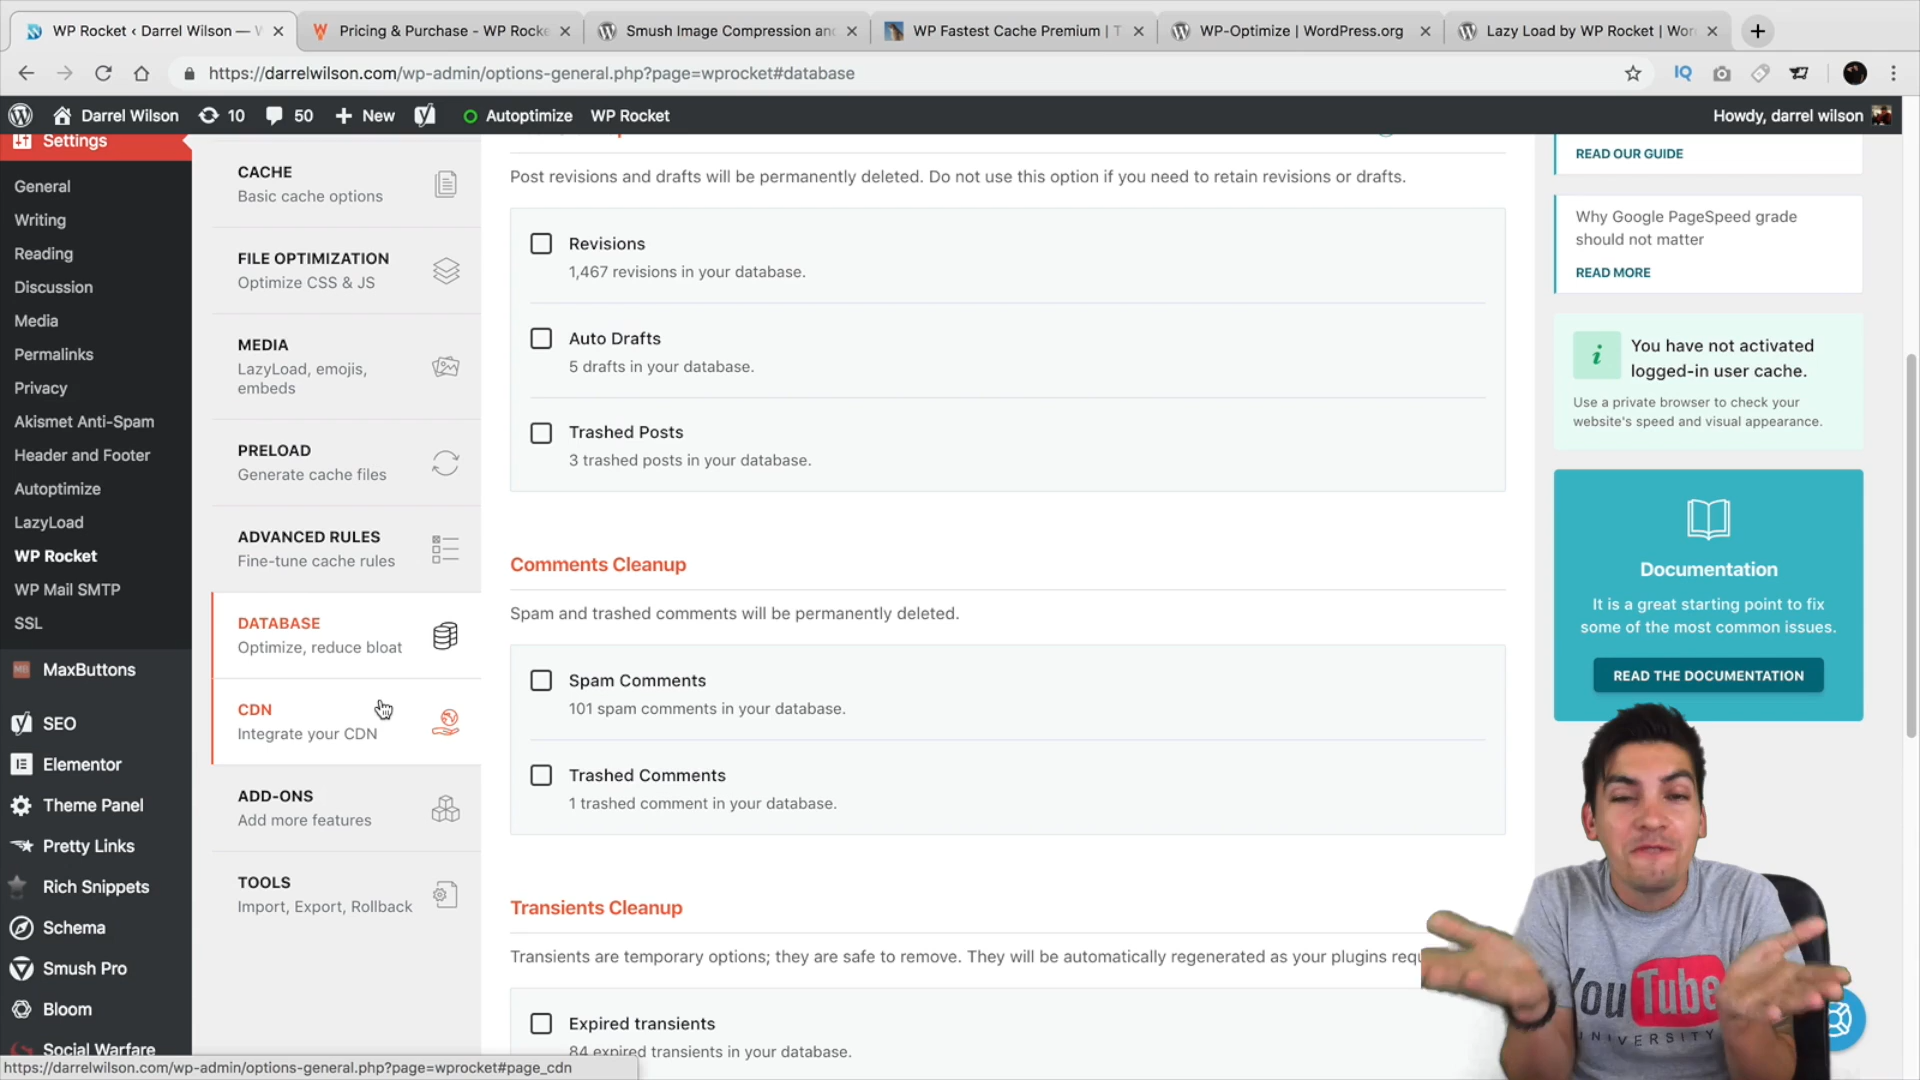 WP Rocket ‹ Darrel Wilson — W
Pricing & Purchase - WP Rocke
Smush Image Compression and
WP Fastest Cache Premium | T
WP-Optimize | WordPress.org
Lazy Load by WP Rocket | Wor
https://darrelwilson.com/wp-admin/options-general.php?page=wprocket#database
IQ
Darrel Wilson
10
50
New
Autoptimize
WP Rocket
Howdy, darrel wilson
Settings
General
Writing
Reading
Discussion
Media
Permalinks
Privacy
Akismet Anti-Spam
Header and Footer
Autoptimize
LazyLoad
WP Rocket
WP Mail SMTP
SSL
MaxButtons
SEO
Elementor
Theme Panel
Pretty Links
Rich Snippets
Schema
Smush Pro
Bloom
Social Warfare
CACHE
Basic cache options
FILE OPTIMIZATION
Optimize CSS & JS
MEDIA
LazyLoad, emojis,
embeds
PRELOAD
Generate cache files
ADVANCED RULES
Fine-tune cache rules
DATABASE
Optimize, reduce bloat
CDN
Integrate your CDN
ADD-ONS
Add more features
TOOLS
Import, Export, Rollback
Post revisions and drafts will be permanently deleted. Do not use this option if you need to retain revisions or drafts.
Revisions
1,467 revisions in your database.
Auto Drafts
5 drafts in your database.
Trashed Posts
3 trashed posts in your database.
Comments Cleanup
Spam and trashed comments will be permanently deleted.
Spam Comments
101 spam comments in your database.
Trashed Comments
1 trashed comment in your database.
Transients Cleanup
Transients are temporary options; they are safe to remove. They will be automatically regenerated as your plugins requ
Expired transients
84 expired transients in your database.
READ OUR GUIDE
Why Google PageSpeed grade
should not matter
READ MORE
You have not activated
logged-in user cache.
Use a private browser to check your
website's speed and visual appearance.
Documentation
It is a great starting point to fix
some of the most common issues.
READ THE DOCUMENTATION
YouTube
UNIVERSITY
https://darrelwilson.com/wp-admin/options-general.php?page=wprocket#page_cdn